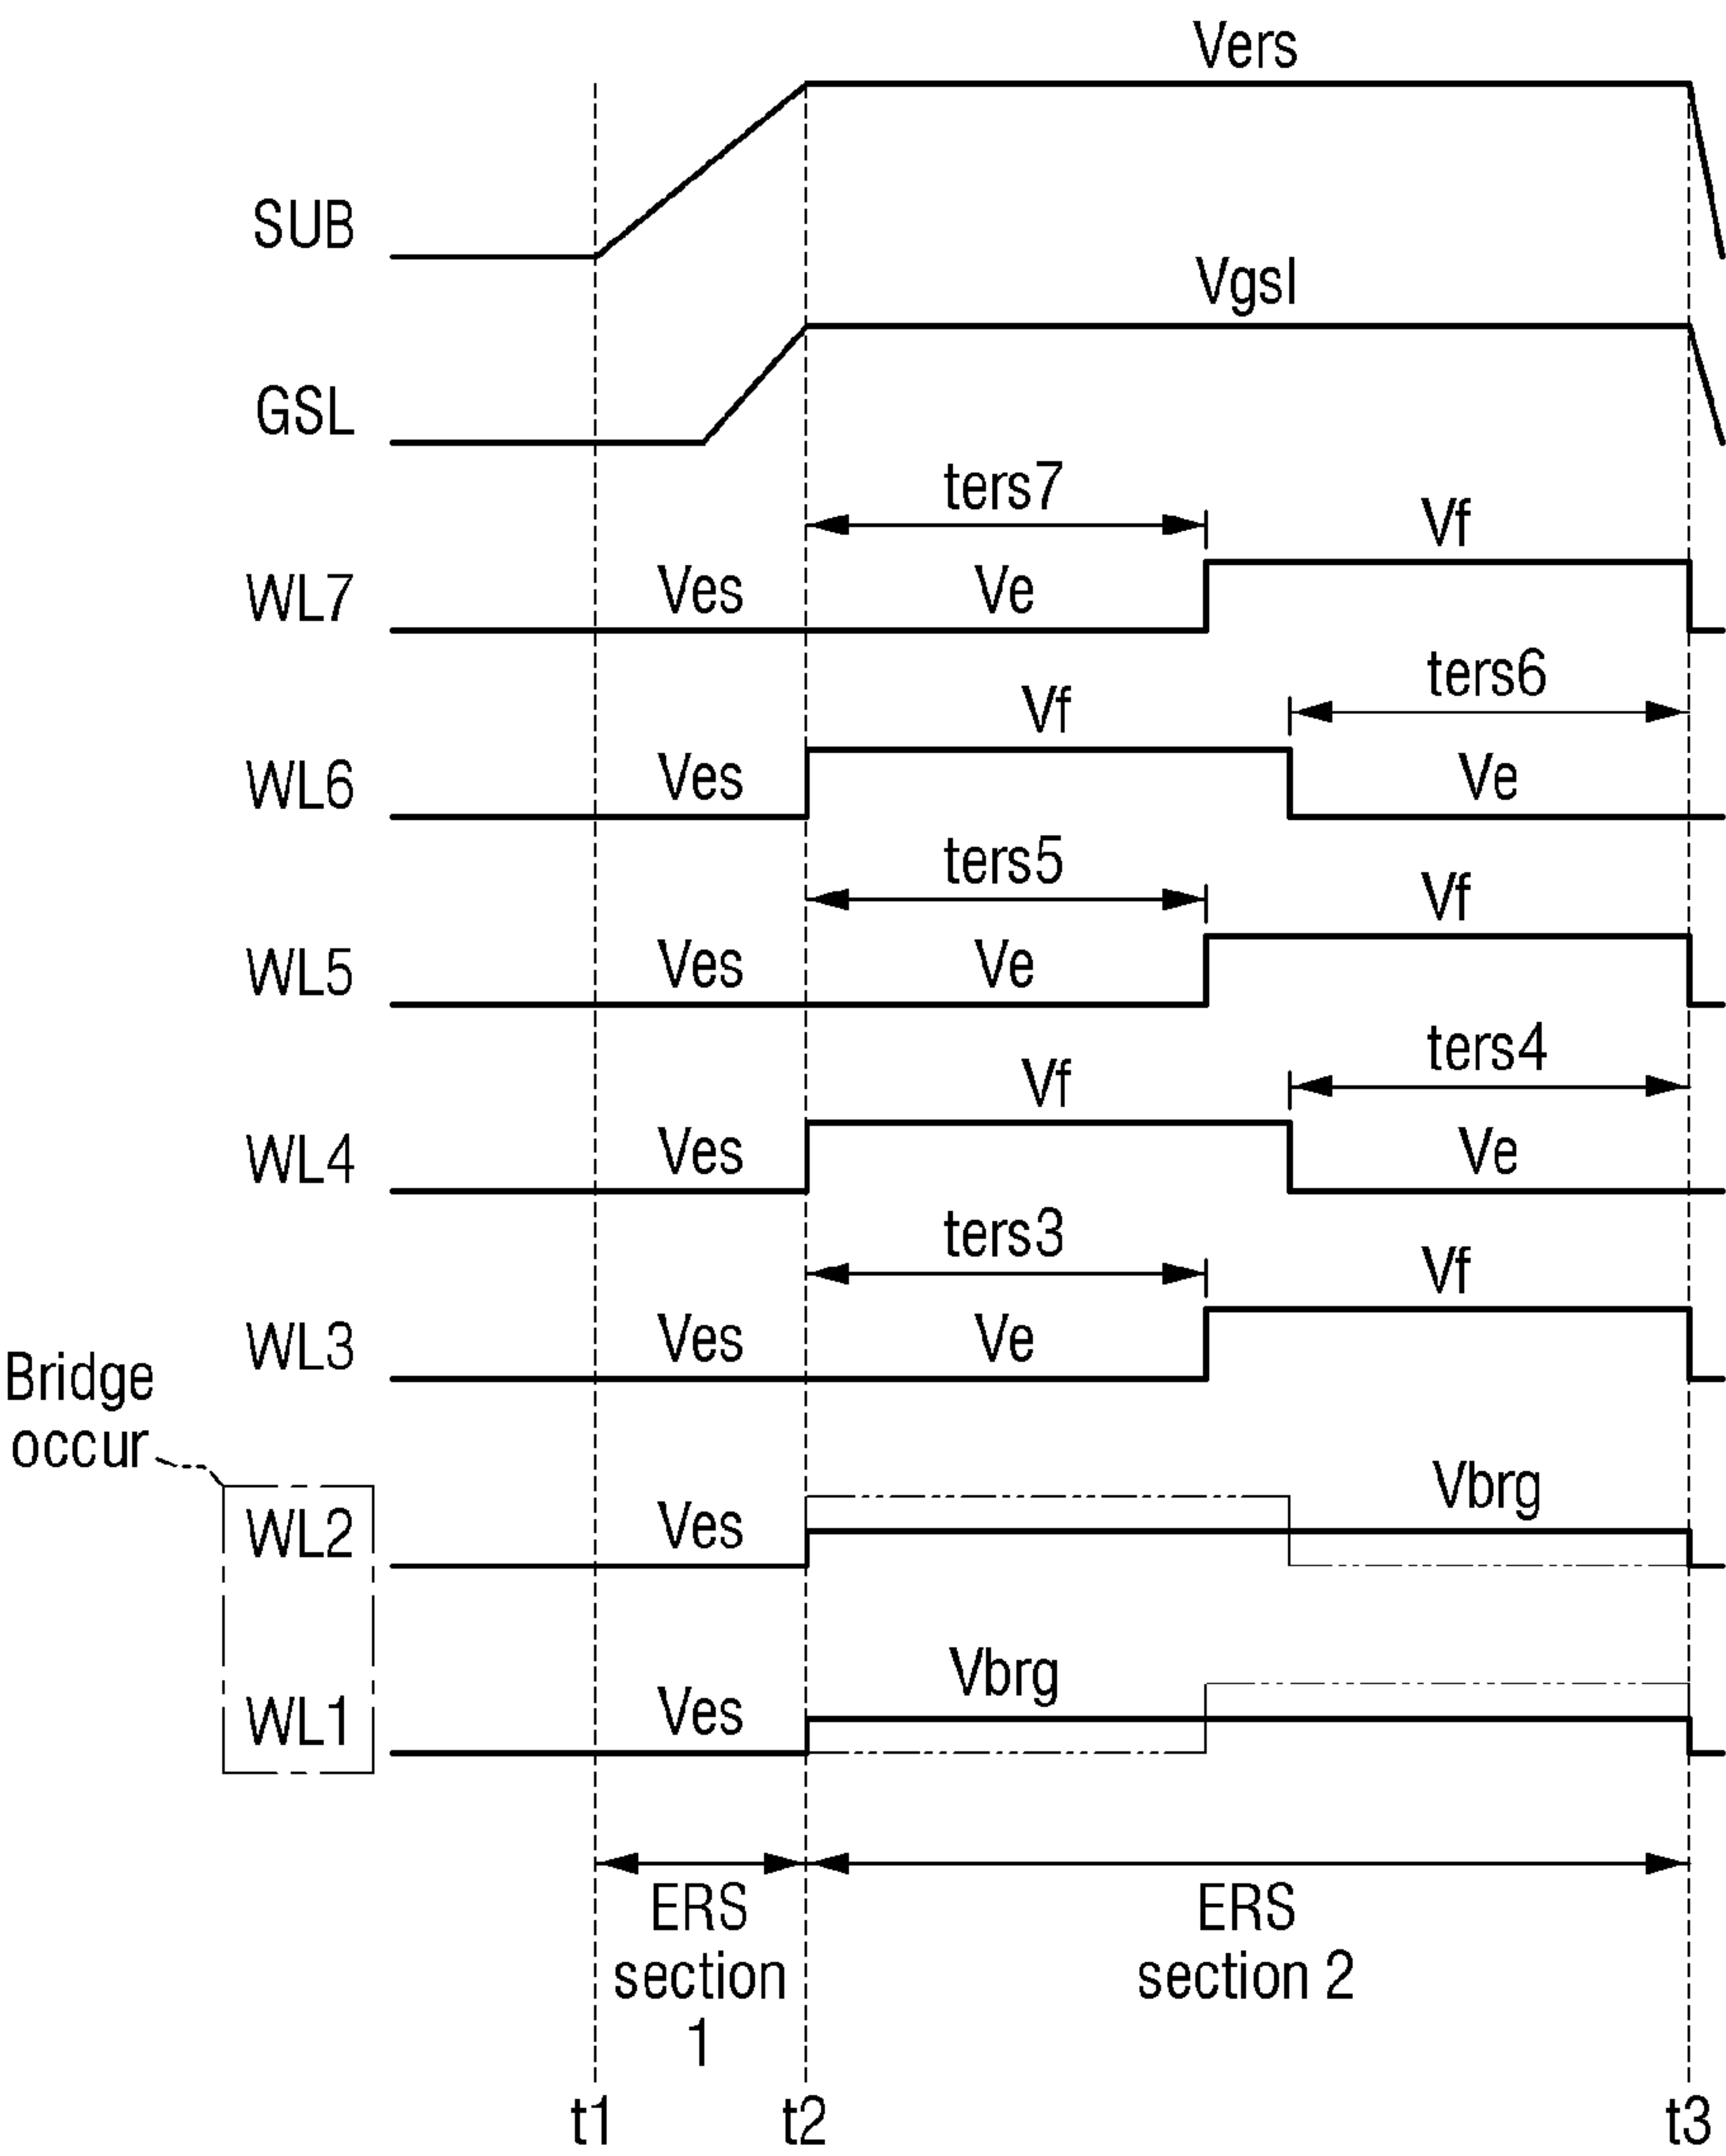 Vers
SUB
Vgsl
GSL
ters7
Vf
WL7 Ves Ve
ters6
Vf
WL6 Ves Ve
ters5
Vf
WL5 Ves Ve
ters4
Vf
WL4 Ves Ve
ters3
Vf
WL3 Ves Ve
Bridge
occur
Vbrg
WL2 Ves
Vbrg
WL1 Ves
ERS
section
1
ERS
section 2
t1 t2 t3